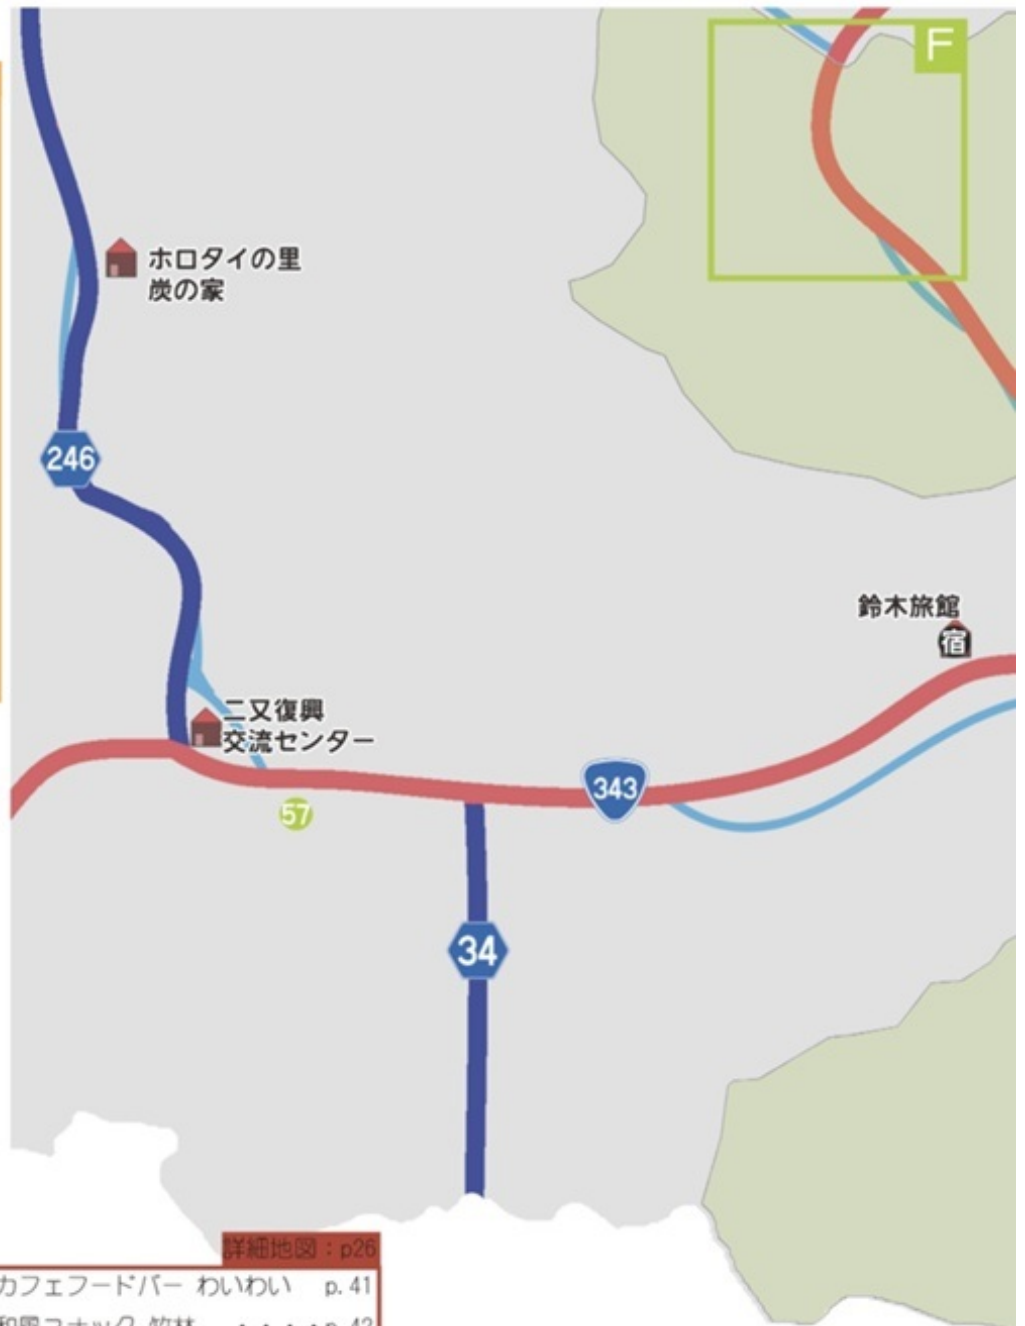 F
ホロタイの里
炭の家
246
鈴木旅館
宿
二又復興
交流センター
343
57
34
詳細地図：p26
カフェフードバー わいわい p.41